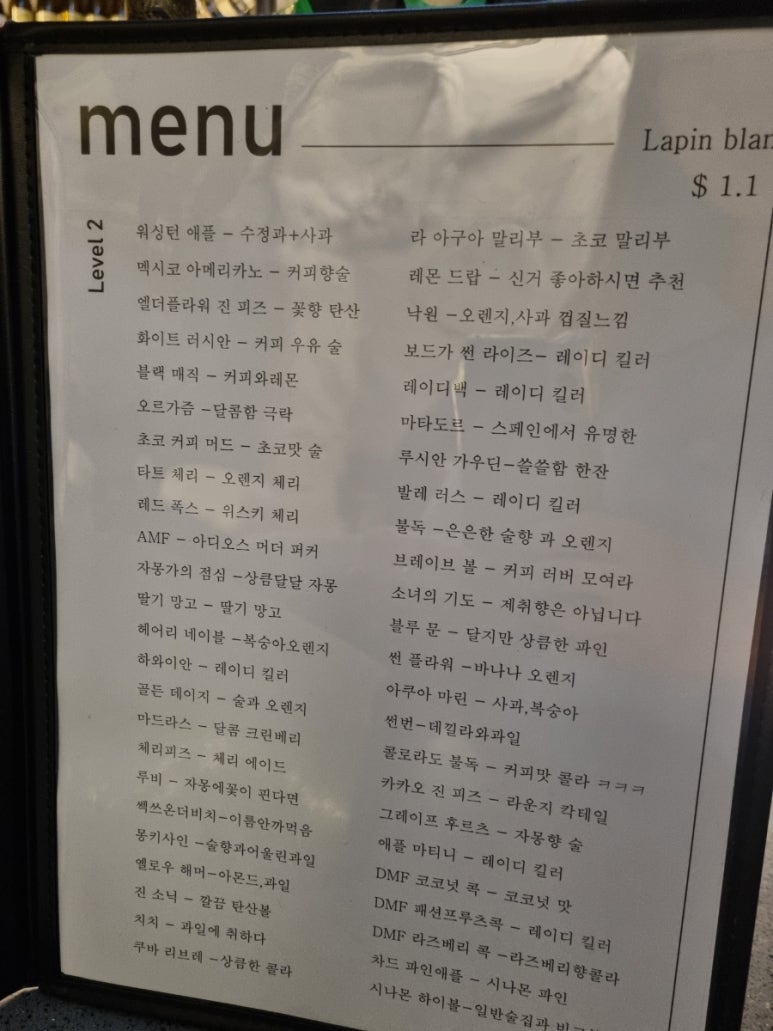 menu
Lapin
$ 1.1
Level 2
워싱턴 애플 - 수정과+사과
멕시코 아메리카노 - 커피향술
엘더플라워 진 피즈 - 꽃향 탄산
화이트 러시안 - 커피 우유 술
블랙 매직 - 커피와레몬
오르가즘 -달콤함 극락
초코 커피 머드 - 초코맛 술
타트 체리 - 오렌지 체리
레드 폭스 - 위스키 체리
AMF - 아디오스 머더 퍼커
자몽가의 점심 -상큼달달 자몽
딸기 망고 - 딸기 망고
헤어리 네이블 -복숭아오렌지
하와이안 - 레이디 킬러
골든 데이지 - 술과 오렌지
마드라스 - 달콤 크린베리
체리피즈 - 체리 에이드
루비 - 자몽에꽃이 핀다면
쎅쓰온더비치-이름안까먹음
몽키사인 -술향과어울린과일
옐로우 해머-아몬드,과일
진 소닉 - 깔끔 탄산볼
치치 - 과일에 취하다
쿠바 리브레 -상큼한 콜라
라 아구아 말리부 - 초코 말리부
레몬 드랍 - 신거 좋아하시면 추천
낙원 -오렌지,사과 껍질느낌
보드가 썬 라이즈- 레이디 킬러
레이디백 - 레이디 킬러
마타도르 - 스페인에서 유명한
루시안 가우딘-쓸쓸함 한잔
발레 러스 - 레이디 킬러
불독 -은은한 술향 과 오렌지
브레이브 볼 - 커피 러버 모여라
소녀의 기도 - 제취향은 아닙니다
블루 문 - 달지만 상큼한 파인
썬 플라워 -바나나 오렌지
아쿠아 마린 - 사과,복숭아
썬번-데낄라와과일
콜로라도 불독 - 커피맛 콜라 ㅋㅋㅋ
카카오 진 피즈 - 라운지 칵테일
그레이프 후르츠 - 자몽향 술
애플 마티니 - 레이디 킬러
DMF 코코넛 콕 - 코코넛 맛
DMF 패션프루츠콕 - 레이디 킬러
DMF 라즈베리 콕 -라즈베리향콜라
차드 파인애플 - 시나몬 파인
시나몬 하이볼-일반술집과